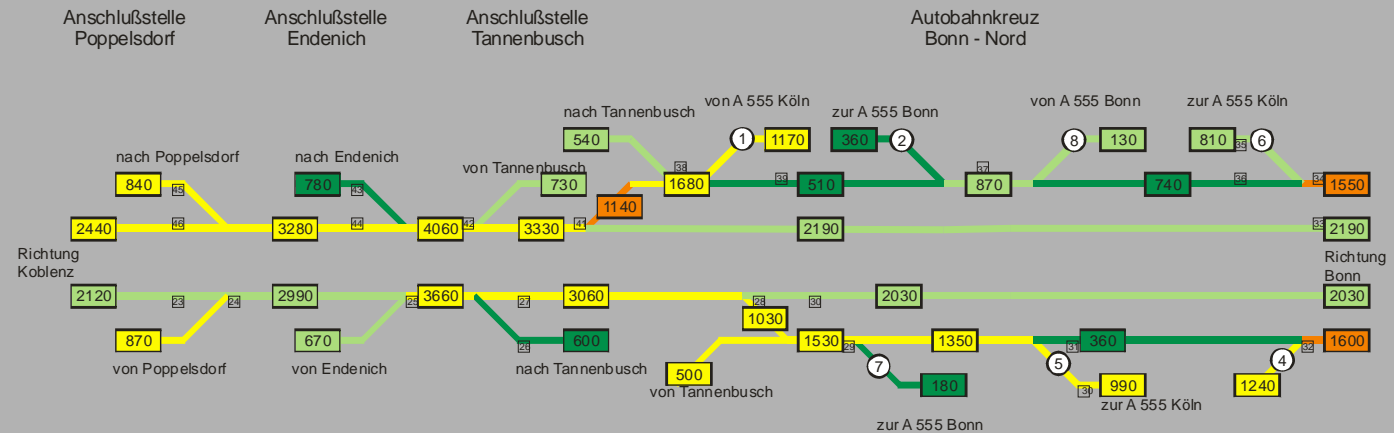 Anschlußstelle
Poppelsdorf
Anschlußstelle
Endenich
Anschlußstelle
Tannenbusch
Autobahnkreuz
Bonn - Nord
von A 555 Köln
zur A 555 Bonn
von A 555 Bonn
zur A 555 Köln
nach Tannenbusch
540
1
1170
360
2
8
130
810
35
6
nach Poppelsdorf
nach Endenich
von Tannenbusch
38
37
840
45
780
43
730
1680
39
510
870
740
36
34
1550
1140
2440
46
3280
44
4060
42
3330
41
2190
33
2190
Richtung
Koblenz
Richtung
Bonn
2120
23
24
2990
25
3660
27
3060
28
30
2030
2030
1030
870
670
26
600
1530
29
1350
31
360
32
1600
von Poppelsdorf
von Endenich
nach Tannenbusch
500
7
5
4
180
30
990
1240
von Tannenbusch
zur A 555 Köln
zur A 555 Bonn